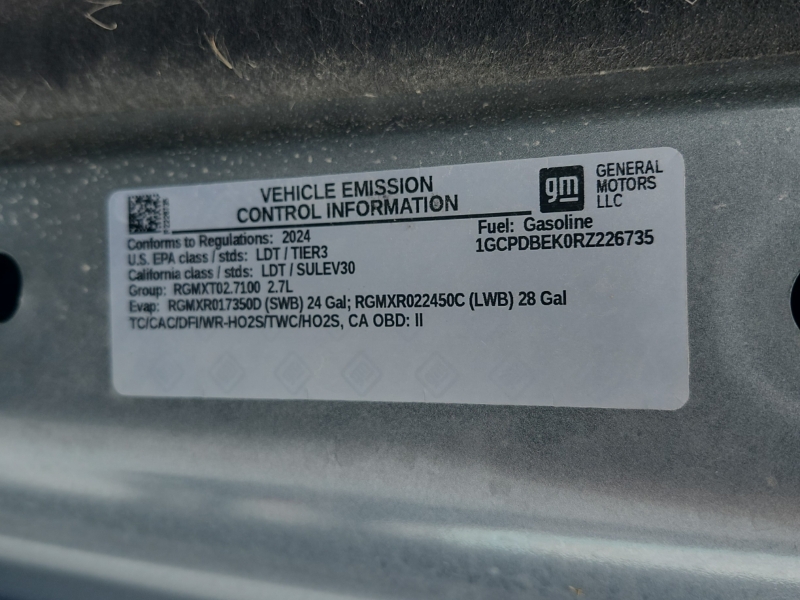 VEHICLE EMISSION
CONTROL INFORMATION
gm
GENERAL
MOTORS
LLC
Conforms to Regulations: 2024
Fuel: Gasoline
U.S. EPA class / stds: LDT / TIER3
1GCPDBEK0RZ226735
California class / stds: LDT / SULEV30
Group: RGMXT02.7100 2.7L
Evap: RGMXR017350D (SWB) 24 Gal; RGMXR022450C (LWB) 28 Gal
TC/CAC/DFI/WR-HO2S/TWC/HO2S, CA OBD: II